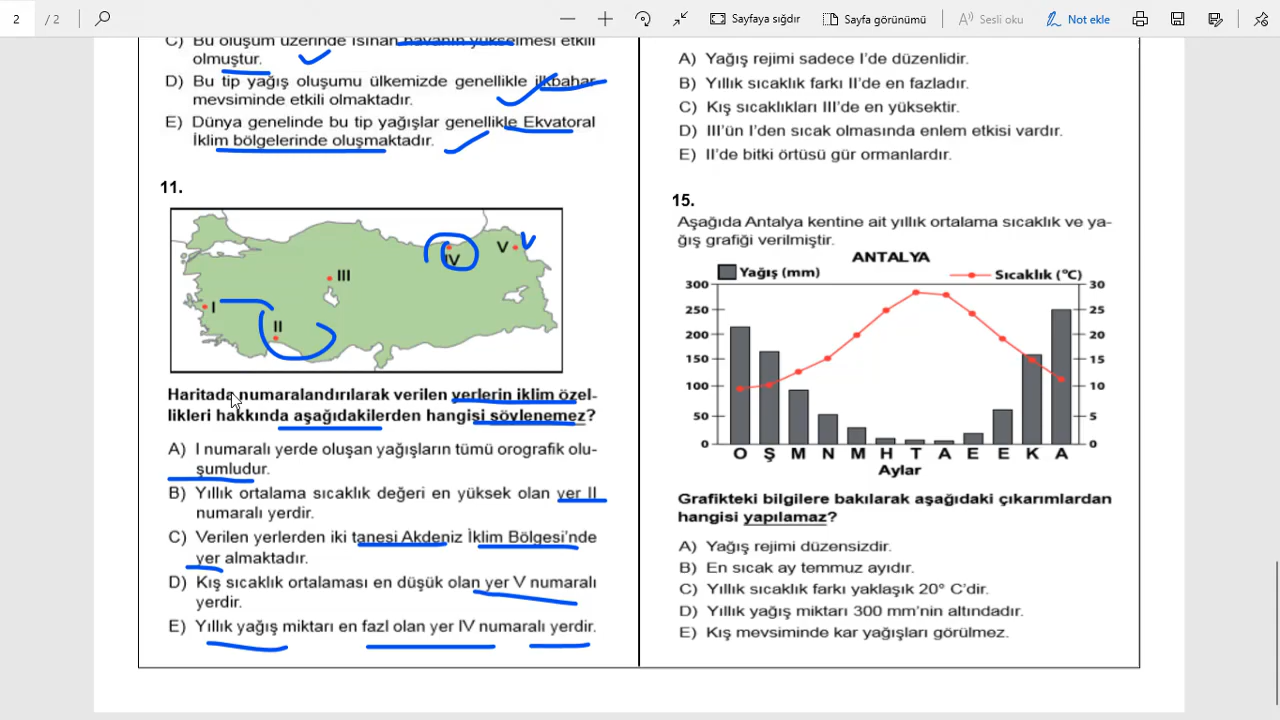 2 / 2
Sayfaya sığdır
Sayfa görünümü
Sesli oku
Not ekle
C) Bu oluşum üzerinde ısınan havanın yükselmesi etkili
olmuştur.
D) Bu tip yağış oluşumu ülkemizde genellikle ilkbahar
mevsiminde etkili olmaktadır.
E) Dünya genelinde bu tip yağışlar genellikle Ekvatoral
İklim bölgelerinde oluşmaktadır.
11.
I
II
III
IV
V
V
Haritada numaralandırılarak verilen yerlerin iklim özel-
likleri hakkında aşağıdakilerden hangisi söylenemez?
A) I numaralı yerde oluşan yağışların tümü orografik olu-
şumludur.
B) Yıllık ortalama sıcaklık değeri en yüksek olan yer II
numaralı yerdir.
C) Verilen yerlerden iki tanesi Akdeniz İklim Bölgesi'nde
yer almaktadır.
D) Kış sıcaklık ortalaması en düşük olan yer V numaralı
yerdir.
E) Yıllık yağış miktarı en fazl olan yer IV numaralı yerdir.
A) Yağış rejimi sadece I'de düzenlidir.
B) Yıllık sıcaklık farkı II'de en fazladır.
C) Kış sıcaklıkları III'de en yüksektir.
D) III'ün I'den sıcak olmasında enlem etkisi vardır.
E) II'de bitki örtüsü gür ormanlardır.
15.
Aşağıda Antalya kentine ait yıllık ortalama sıcaklık ve ya-
ğış grafiği verilmiştir.
ANTALYA
Yağış (mm)
Sıcaklık (°C)
300 30
250 25
200 20
150 15
100 10
50 5
0 0
O Ş M N M H T A E E K A
Aylar
Grafikteki bilgilere bakılarak aşağıdaki çıkarımlardan
hangisi yapılamaz?
A) Yağış rejimi düzensizdir.
B) En sıcak ay temmuz ayıdır.
C) Yıllık sıcaklık farkı yaklaşık 20° C'dir.
D) Yıllık yağış miktarı 300 mm'nin altındadır.
E) Kış mevsiminde kar yağışları görülmez.